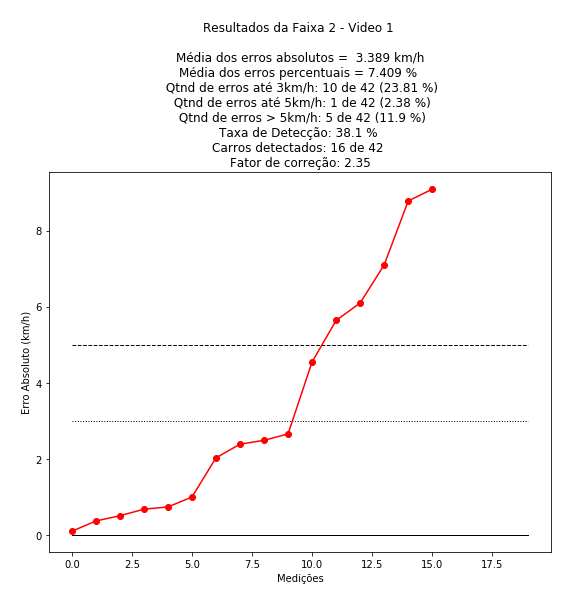 Resultados da Faixa 2 - Video 1
Média dos erros absolutos =  3.389 km/h
Média dos erros percentuais = 7.409 %
Qtnd de erros até 3km/h: 10 de 42 (23.81 %)
Qtnd de erros até 5km/h: 1 de 42 (2.38 %)
Qtnd de erros > 5km/h: 5 de 42 (11.9 %)
Taxa de Detecção: 38.1 %
Carros detectados: 16 de 42
Fator de correção: 2.35
Erro Absoluto (km/h)
8
6
4
2
0
0.0 2.5 5.0 7.5 10.0 12.5 15.0 17.5
Medições